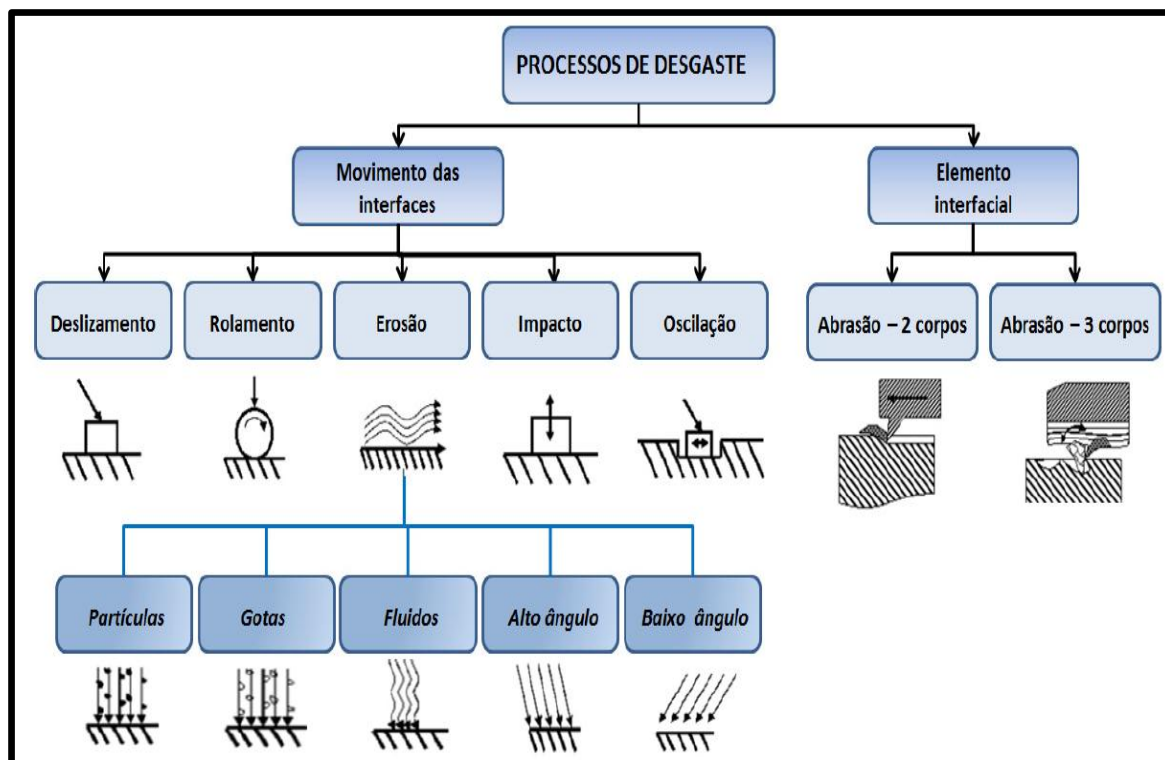 PROCESSOS DE DESGASTE
Movimento das
interfaces
Elemento
interfacial
Deslizamento
Rolamento
Erosão
Impacto
Oscilação
Abrasão – 2 corpos
Abrasão – 3 corpos
Partículas
Gotas
Fluidos
Alto ângulo
Baixo ângulo